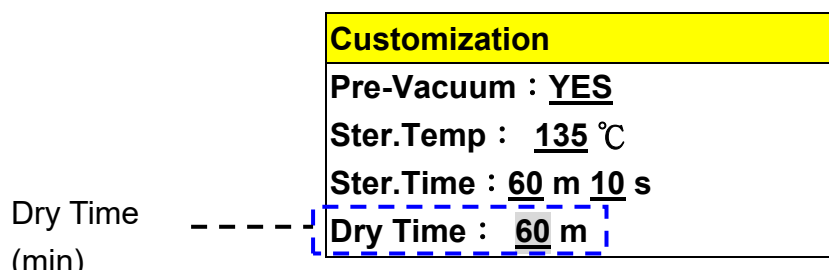 Customization
Pre-Vacuum：YES
Ster.Temp： 135 ℃
Ster.Time：60 m 10 s
Dry Time： 60 m
Dry Time
(min)